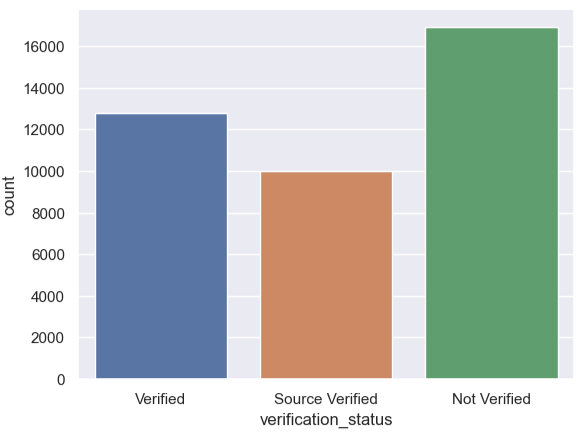 16000
14000
12000
10000
8000
6000
4000
2000
0
count
Verified
Source Verified
Not Verified
verification_status